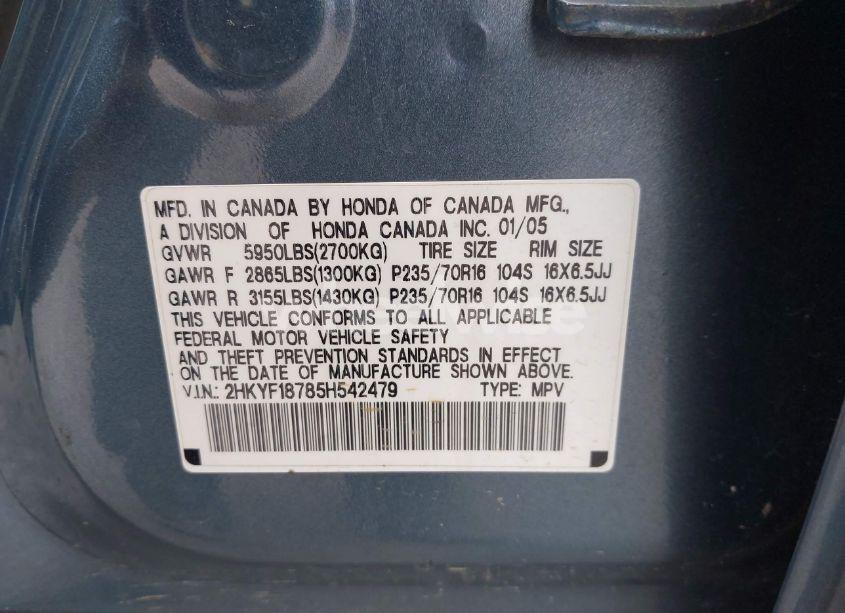 MFD. IN CANADA BY HONDA OF CANADA MFG.,
A DIVISION OF HONDA CANADA INC. 01/05
GVWR 5950LBS(2700KG) TIRE SIZE RIM SIZE
GAWR F 2865LBS(1300KG) P235/70R16 104S 16X6.5JJ
GAWR R 3155LBS(1430KG) P235/70R16 104S 16X6.5JJ
THIS VEHICLE CONFORMS TO ALL APPLICABLE
FEDERAL MOTOR VEHICLE SAFETY
AND THEFT PREVENTION STANDARDS IN EFFECT
ON THE DATE OF MANUFACTURE SHOWN ABOVE.
V.I.N.: 2HKYF18785H542479 TYPE: MPV